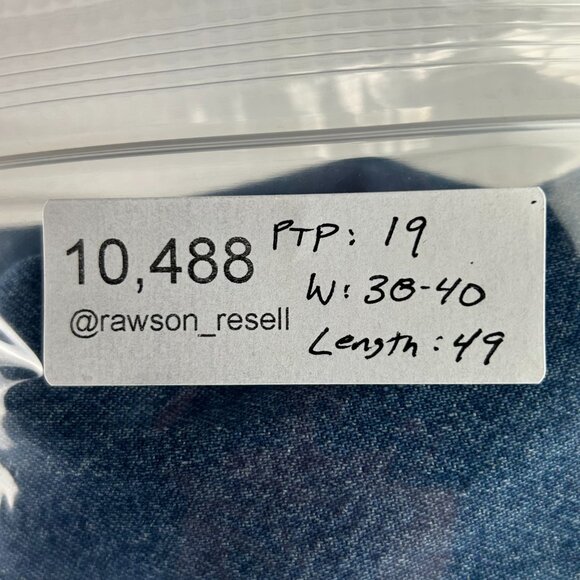 10,488
@rawson_resell
PTP: 19
W: 38-40
Length: 49